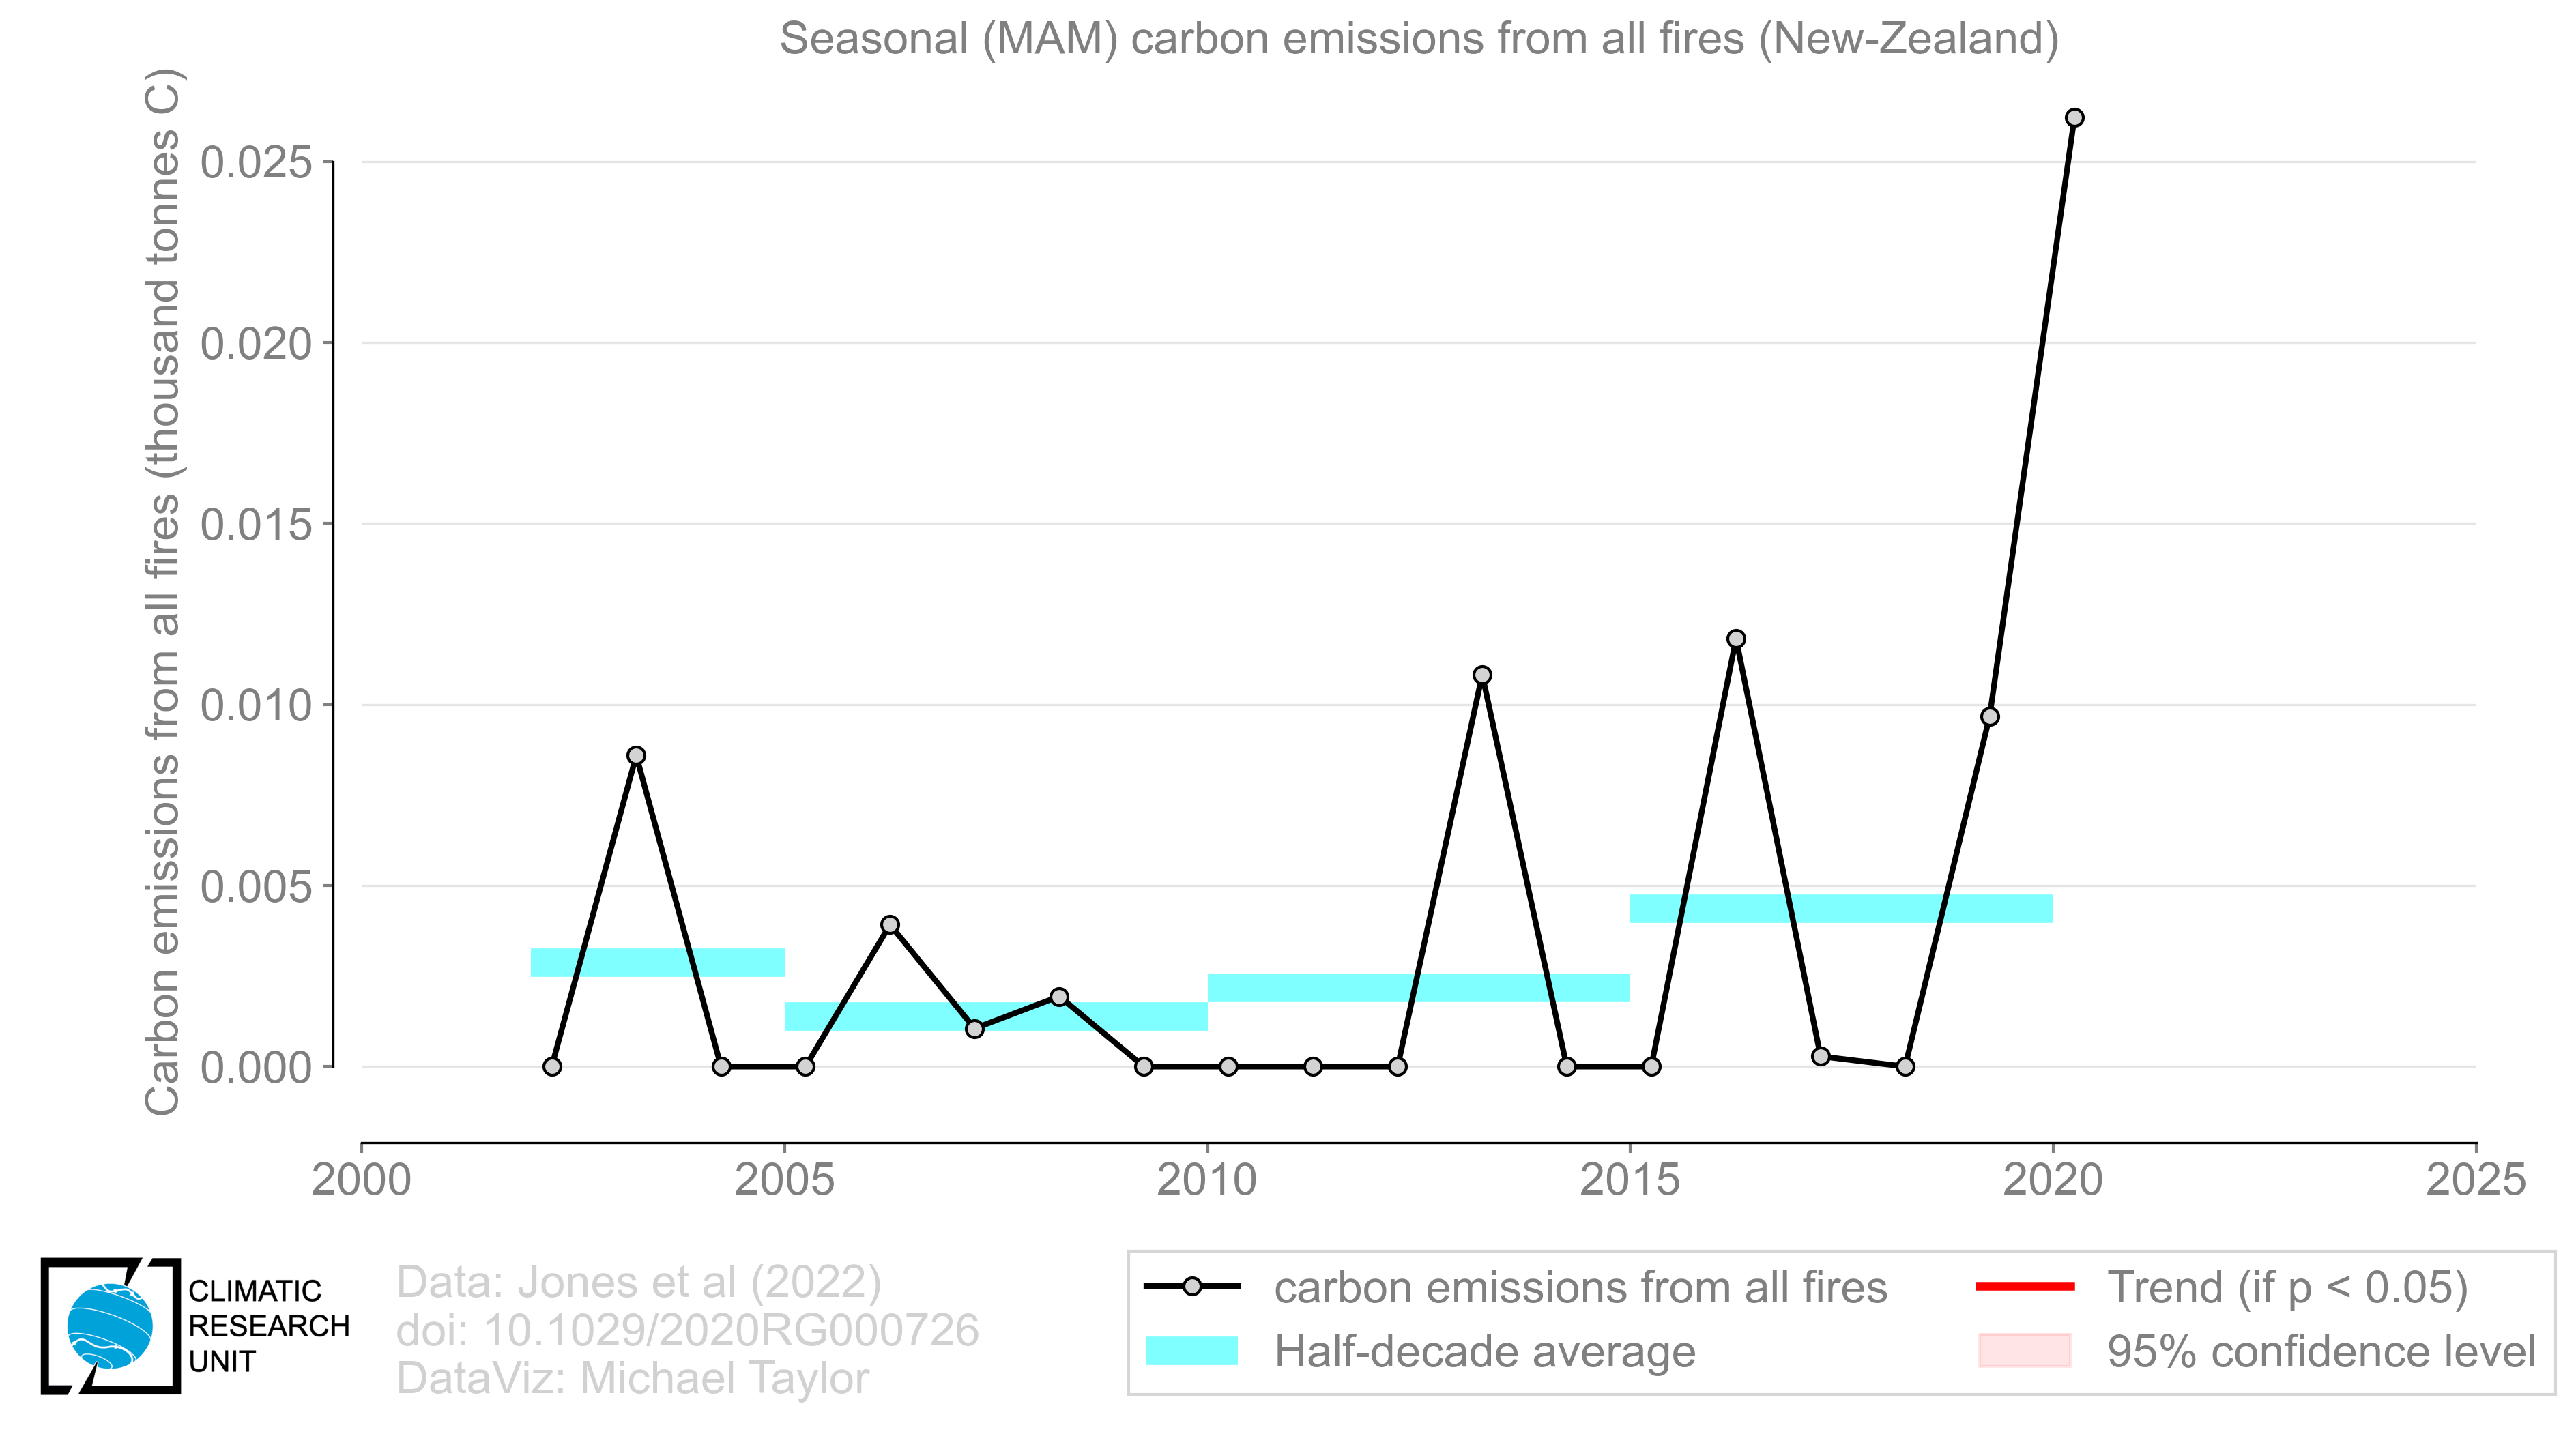 Seasonal (MAM) carbon emissions from all fires (New-Zealand)
Carbon emissions from all fires (thousand tonnes C)
0.025
0.020
0.015
0.010
0.005
0.000
2000 2005 2010 2015 2020 2025
CLIMATIC
RESEARCH
UNIT
Data: Jones et al (2022)
doi: 10.1029/2020RG000726
DataViz: Michael Taylor
carbon emissions from all fires
Half-decade average
Trend (if p < 0.05)
95% confidence level